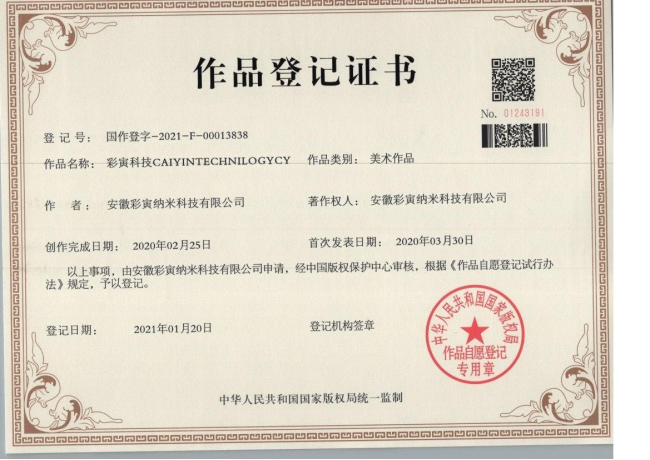 作品登记证书
No. 01243191
登 记 号： 国作登字-2021-F-00013838
作品名称： 彩寅科技CAIYINTECHNILOGYCY 作品类别： 美术作品
作 者： 安徽彩寅纳米科技有限公司 著作权人： 安徽彩寅纳米科技有限公司
创作完成日期： 2020年02月25日 首次发表日期： 2020年03月30日
以上事项，由安徽彩寅纳米科技有限公司申请，经中国版权保护中心审核，根据《作品自愿登记试行办
法》规定，予以登记。
登记日期： 2021年01月20日 登记机构签章
中华人民共和国国家版权局
作品自愿登记
专用章
中华人民共和国国家版权局统一监制